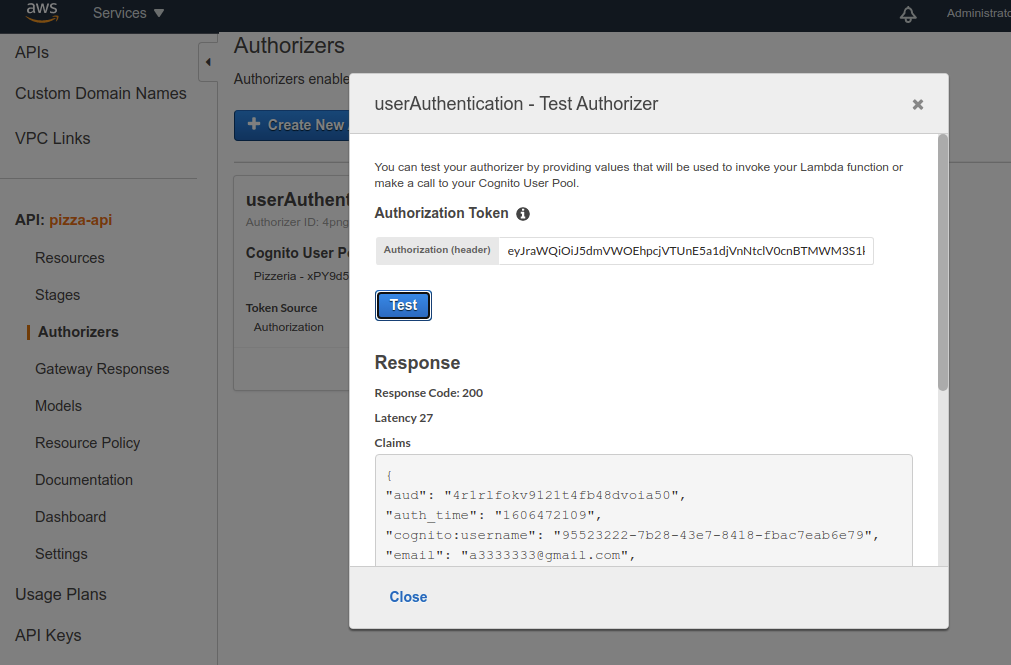 aws
Services
Administrato
APIs
Custom Domain Names
VPC Links
API: pizza-api
Resources
Stages
Authorizers
Gateway Responses
Models
Resource Policy
Documentation
Dashboard
Settings
Usage Plans
API Keys
Authorizers
Authorizers enable
+ Create New
userAuthent
Authorizer ID: 4png
Cognito User P
Pizzeria - xPY9d5
Token Source
Authorization
userAuthentication - Test Authorizer
You can test your authorizer by providing values that will be used to invoke your Lambda function or
make a call to your Cognito User Pool.
Authorization Token
Authorization (header)
Test
Response
Response Code: 200
Latency 27
Claims
{
"aud": "4r1rlfokv9121t4fb48dvoia50",
"auth_time": "1606472109",
"cognito:username": "95523222-7b28-43e7-8418-fbac7eab6e79",
"email": "a3333333@gmail.com",
Close